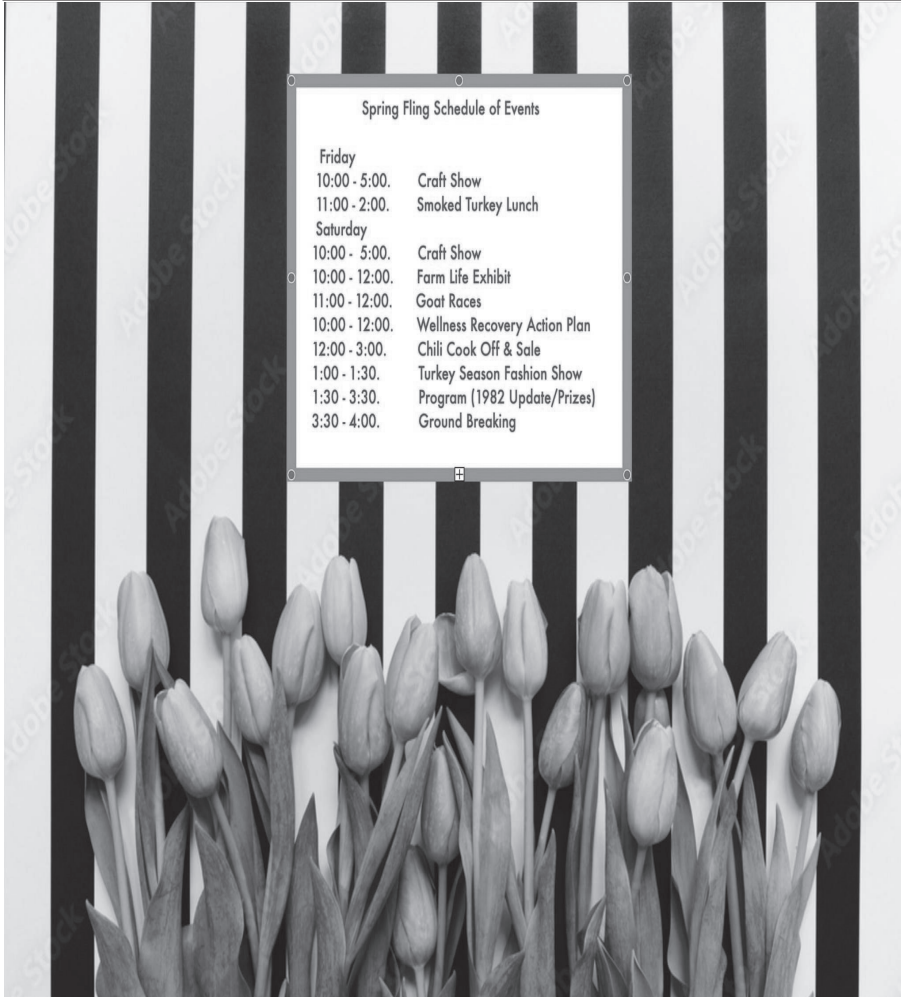 Spring Fling Schedule of Events
Friday
10:00 - 5:00. Craft Show
11:00 - 2:00. Smoked Turkey Lunch
Saturday
10:00 -  5:00. Craft Show
10:00 - 12:00. Farm Life Exhibit
11:00 - 12:00. Goat Races
10:00 - 12:00. Wellness Recovery Action Plan
12:00 - 3:00. Chili Cook Off & Sale
1:00 - 1:30. Turkey Season Fashion Show
1:30 - 3:30. Program (1982 Update/Prizes)
3:30 - 4:00. Ground Breaking
Adobe Stock